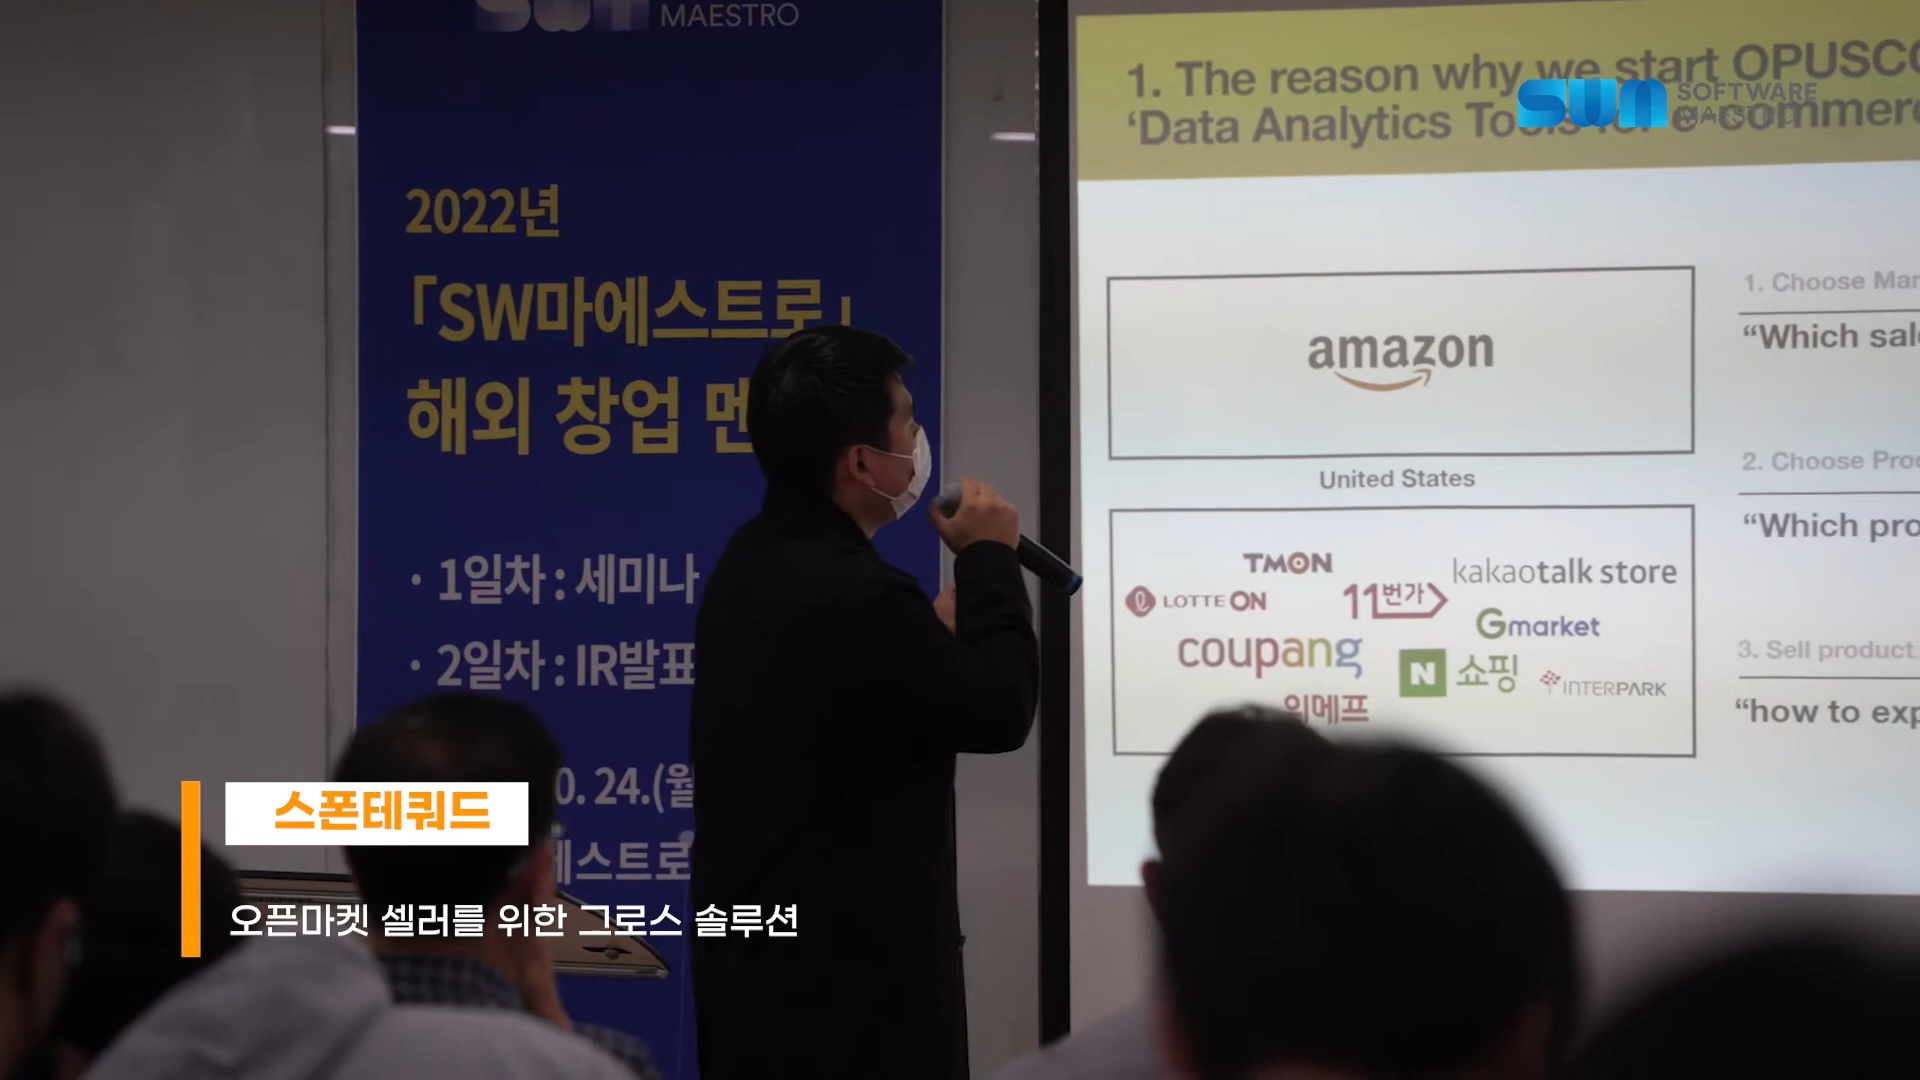 SW MAESTRO
2022년
「SW마에스트로」
해외 창업
· 1일차 : 세미나
· 2일차 : IR발표
0. 24.(월
에스트로
1. The reason why we start OPUSC
‘Data Analytics Tools for e-commer
SOFTWARE
MAESTRO
amazon
United States
TMON
kakaotalk store
LOTTE ON
11번가
Gmarket
coupang
N 쇼핑
INTERPARK
위메프
1. Choose Mar
“Which sal
2. Choose Pro
“Which pro
3. Sell product
“how to exp
스폰테쿼드
오픈마켓 셀러를 위한 그로스 솔루션